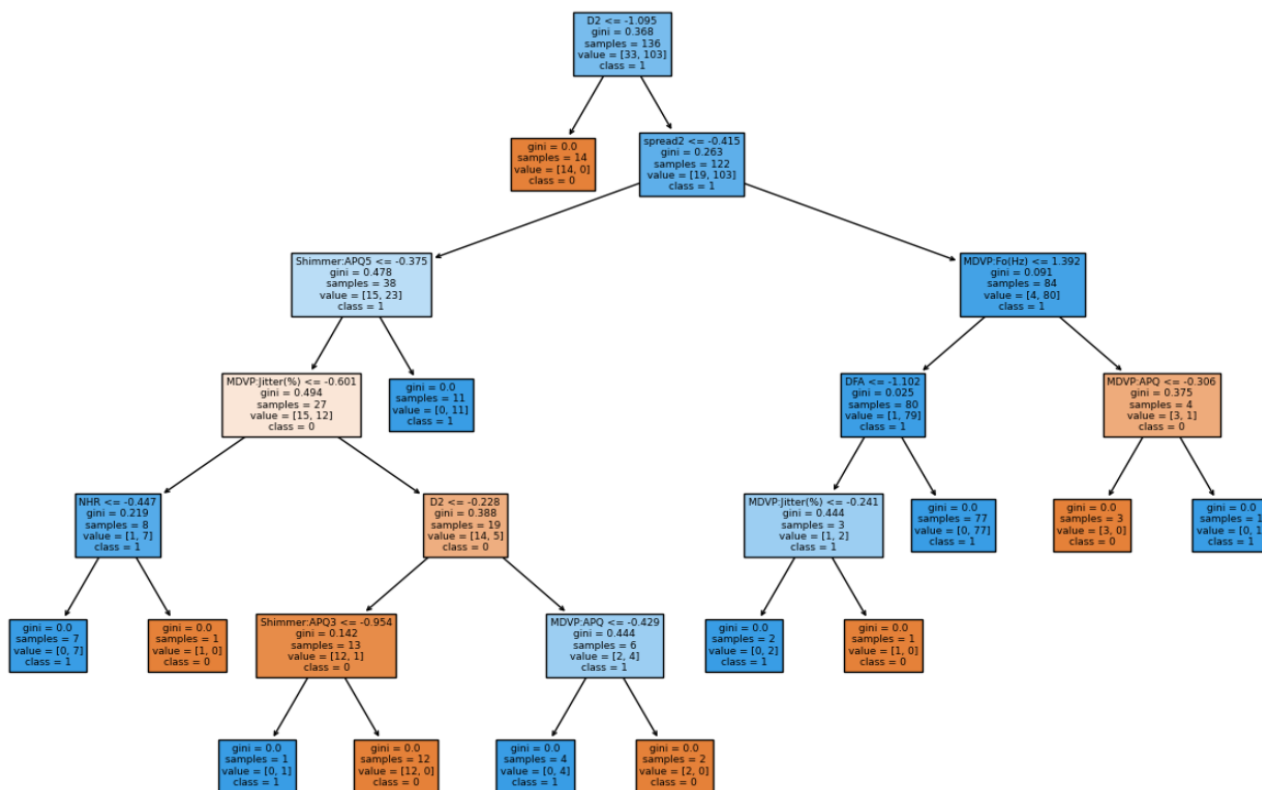 D2 <= -1.095
gini = 0.368
samples = 136
value = [33, 103]
class = 1
gini = 0.0
samples = 14
value = [14, 0]
class = 0
spread2 <= -0.415
gini = 0.263
samples = 122
value = [19, 103]
class = 1
Shimmer:APQ5 <= -0.375
gini = 0.478
samples = 38
value = [15, 23]
class = 1
MDVP:Fo(Hz) <= 1.392
gini = 0.091
samples = 84
value = [4, 80]
class = 1
MDVP:Jitter(%) <= -0.601
gini = 0.494
samples = 27
value = [15, 12]
class = 0
gini = 0.0
samples = 11
value = [0, 11]
class = 1
DFA <= -1.102
gini = 0.025
samples = 80
value = [1, 79]
class = 1
MDVP:APQ <= -0.306
gini = 0.375
samples = 4
value = [3, 1]
class = 0
NHR <= -0.447
gini = 0.219
samples = 8
value = [1, 7]
class = 1
D2 <= -0.228
gini = 0.388
samples = 19
value = [14, 5]
class = 0
MDVP:Jitter(%) <= -0.241
gini = 0.444
samples = 3
value = [1, 2]
class = 1
gini = 0.0
samples = 77
value = [0, 77]
class = 1
gini = 0.0
samples = 3
value = [3, 0]
class = 0
gini = 0.0
samples = 1
value = [0, 1]
class = 1
gini = 0.0
samples = 7
value = [0, 7]
class = 1
gini = 0.0
samples = 1
value = [1, 0]
class = 0
Shimmer:APQ3 <= -0.954
gini = 0.142
samples = 13
value = [12, 1]
class = 0
MDVP:APQ <= -0.429
gini = 0.444
samples = 6
value = [2, 4]
class = 1
gini = 0.0
samples = 2
value = [0, 2]
class = 1
gini = 0.0
samples = 1
value = [1, 0]
class = 0
gini = 0.0
samples = 1
value = [0, 1]
class = 1
gini = 0.0
samples = 12
value = [12, 0]
class = 0
gini = 0.0
samples = 4
value = [0, 4]
class = 1
gini = 0.0
samples = 2
value = [2, 0]
class = 0